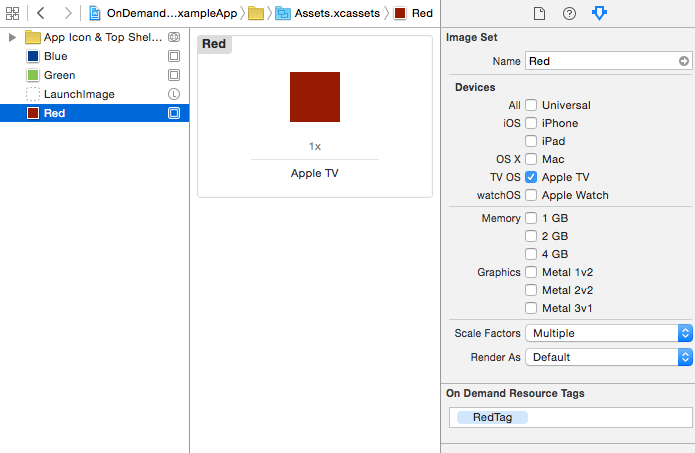 OnDemand...xampleApp Assets.xcassets Red
App Icon & Top Shel...
Blue
Green
LaunchImage
L
Red
Red
1x
Apple TV
Image Set
Name Red
Devices
All Universal
iOS iPhone
iPad
OS X Mac
TV OS Apple TV
watchOS Apple Watch
Memory 1 GB
2 GB
4 GB
Graphics Metal 1v2
Metal 2v2
Metal 3v1
Scale Factors Multiple
Render As Default
On Demand Resource Tags
RedTag